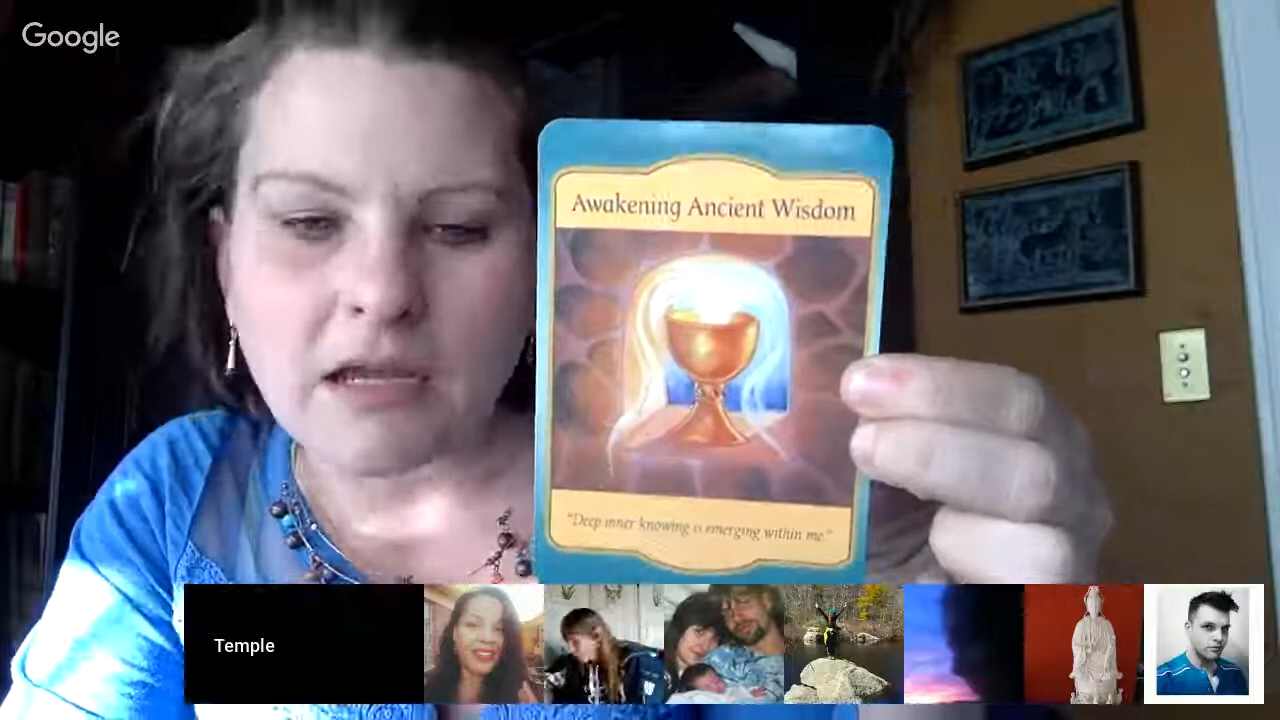 Google
Awakening Ancient Wisdom
"Deep inner knowing is emerging within me."
Temple